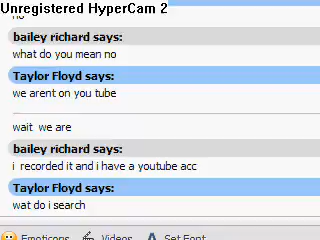 Unregistered HyperCam 2
no
bailey richard says:
what do you mean no
Taylor Floyd says:
we arent on you tube
wait we are
bailey richard says:
i recorded it and i have a youtube acc
Taylor Floyd says:
wat do i search
Emoticons Videos Set Font